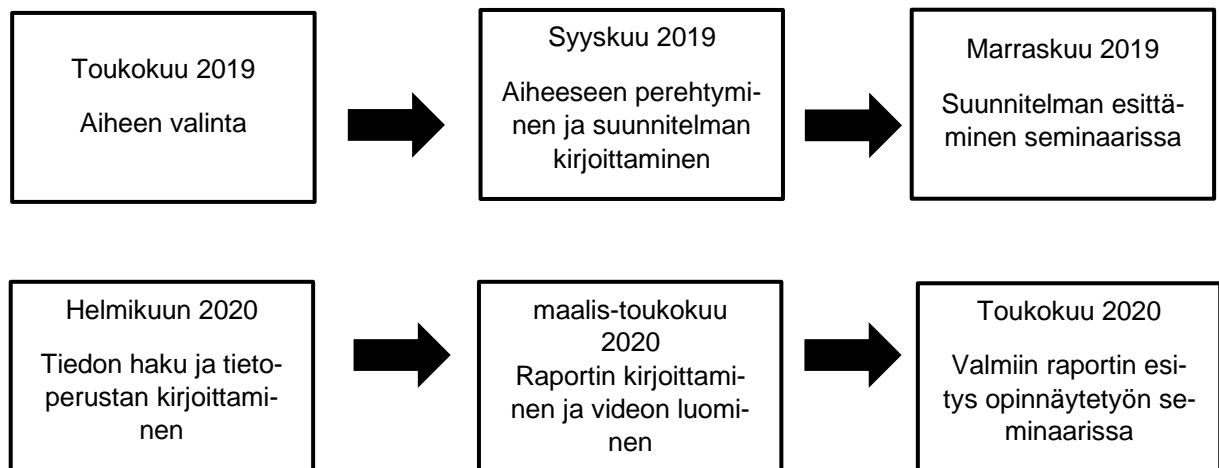 Toukokuu 2019
Aiheen valinta
Syyskuu 2019
Aiheeseen perehtymi-
nen ja suunnitelman
kirjoittaminen
Marraskuu 2019
Suunnitelman esittä-
minen seminaarissa
Helmikuun 2020
Tiedon haku ja tieto-
perustan kirjoittami-
nen
maalis-toukokuu
2020
Raportin kirjoittami-
nen ja videon luomi-
nen
Toukokuu 2020
Valmiin raportin esi-
tys opinnäytetyön se-
minaarissa